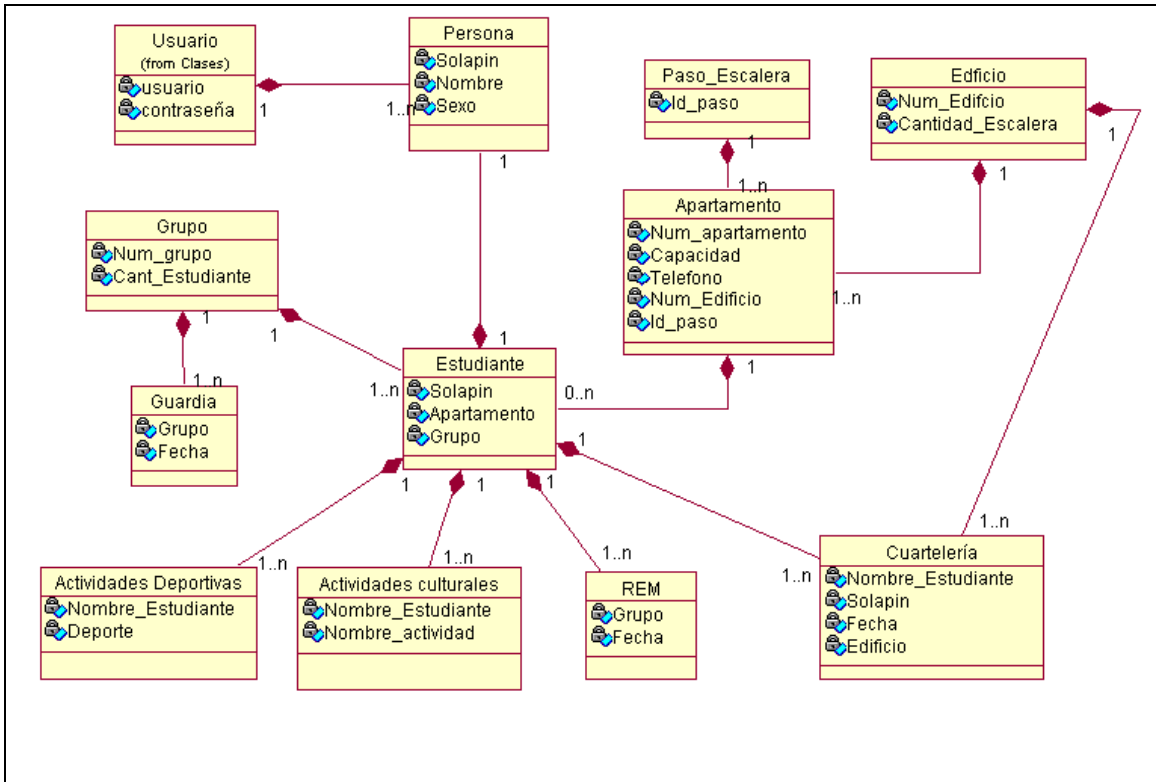 Usuario
(from Clases)
usuario
contraseña
1
1..n
Persona
Solapin
Nombre
Sexo
1
Paso_Escalera
Id_paso
1
1..n
Edficio
Num_Edifcio
Cantidad_Escalera
1
1
Apartamento
Num_apartamento
Capacidad
Telefono
Num_Edificio
Id_paso
1..n
1
Grupo
Num_grupo
Cant_Estudiante
1
1
1..n
Guardia
Grupo
Fecha
1
1..n
Estudiante
Solapin
Apartamento
Grupo
0..n
1
1
1
1
1..n
Actividades Deportivas
Nombre_Estudiante
Deporte
1..n
Actividades culturales
Nombre_Estudiante
Nombre_actividad
1..n
REM
Grupo
Fecha
1..n
1..n
Cuartelería
Nombre_Estudiante
Solapin
Fecha
Edificio